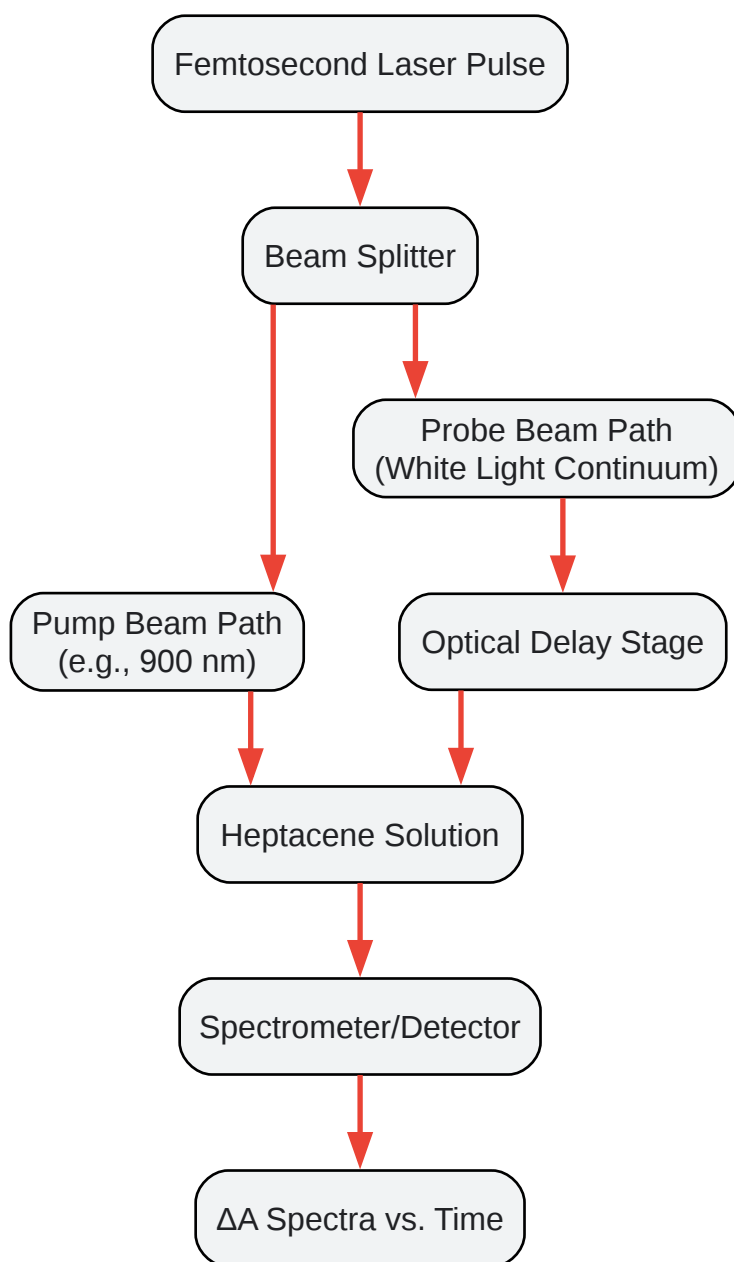 Femtosecond Laser Pulse
Beam Splitter
Probe Beam Path
(White Light Continuum)
Pump Beam Path
(e.g., 900 nm)
Optical Delay Stage
Heptacene Solution
Spectrometer/Detector
ΔA Spectra vs. Time